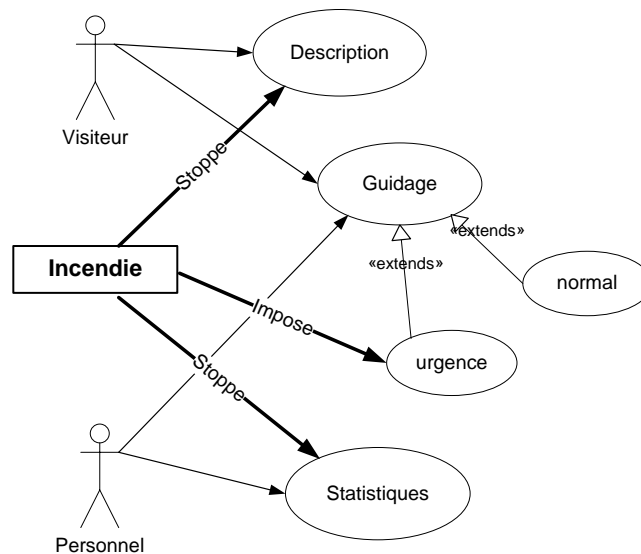 Description
Visiteur
Stoppe
Guidage
«extends»
Incendie
«extends»
normal
Impose
urgence
Stoppe
Statistiques
Personnel